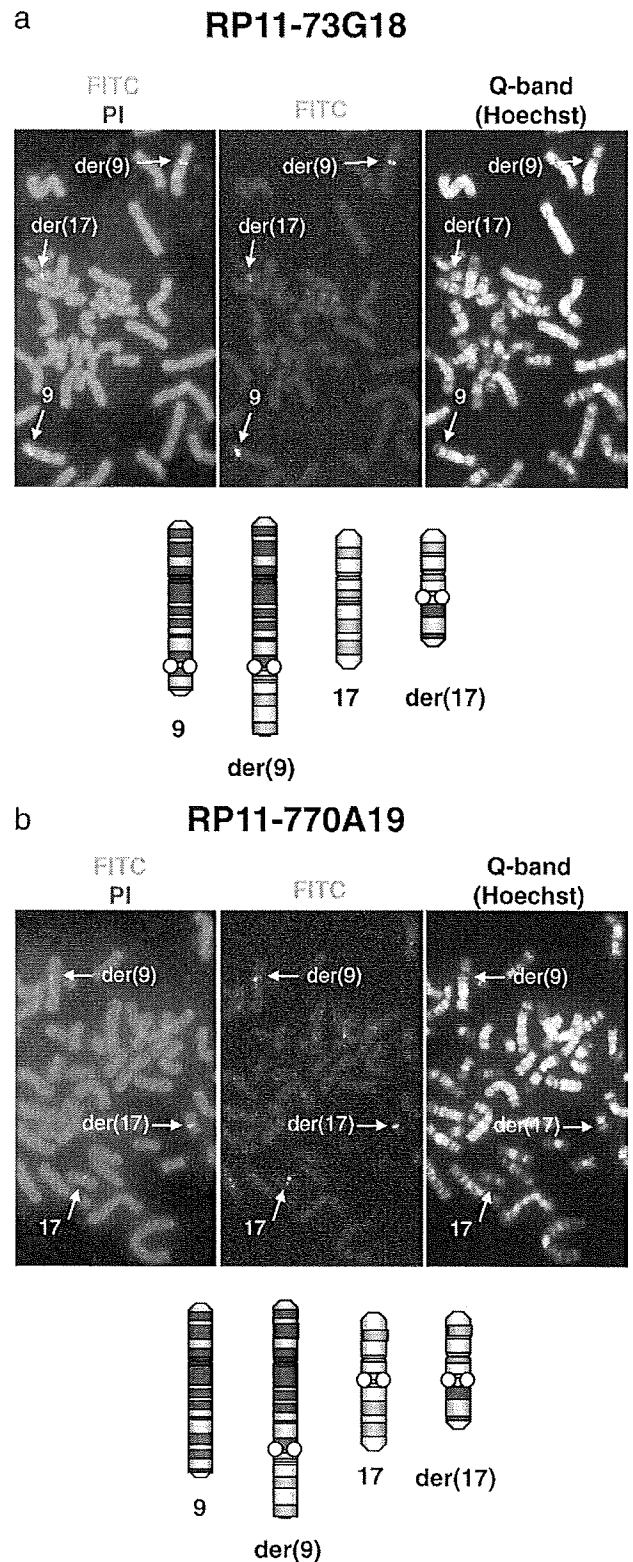 a
RP11-73G18
FITC
PI
FITC
Q-band
(Hoechst)
der(9)
der(9)
der(9)
der(17)
der(17)
der(17)
9
9
9
9
der(9)
17
der(17)
b
RP11-770A19
FITC
PI
FITC
Q-band
(Hoechst)
der(9)
der(9)
der(9)
der(17)
der(17)
der(17)
17
17
17
9
der(9)
17
der(17)